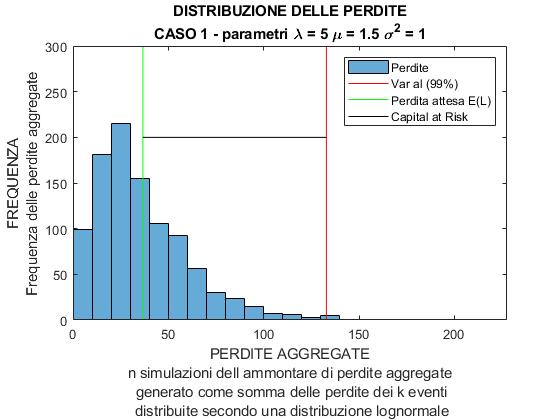 DISTRIBUZIONE DELLE PERDITE
CASO 1 - parametri λ = 5 μ = 1.5 σ² = 1
300
250
200
150
100
50
0
FREQUENZA
Frequenza delle perdite aggregate
Perdite
Var al (99%)
Perdita attesa E(L)
Capital at Risk
0 50 100 150 200
PERDITE AGGREGATE
n simulazioni dell ammontare di perdite aggregate
generato come somma delle perdite dei k eventi
distribuite secondo una distribuzione lognormale